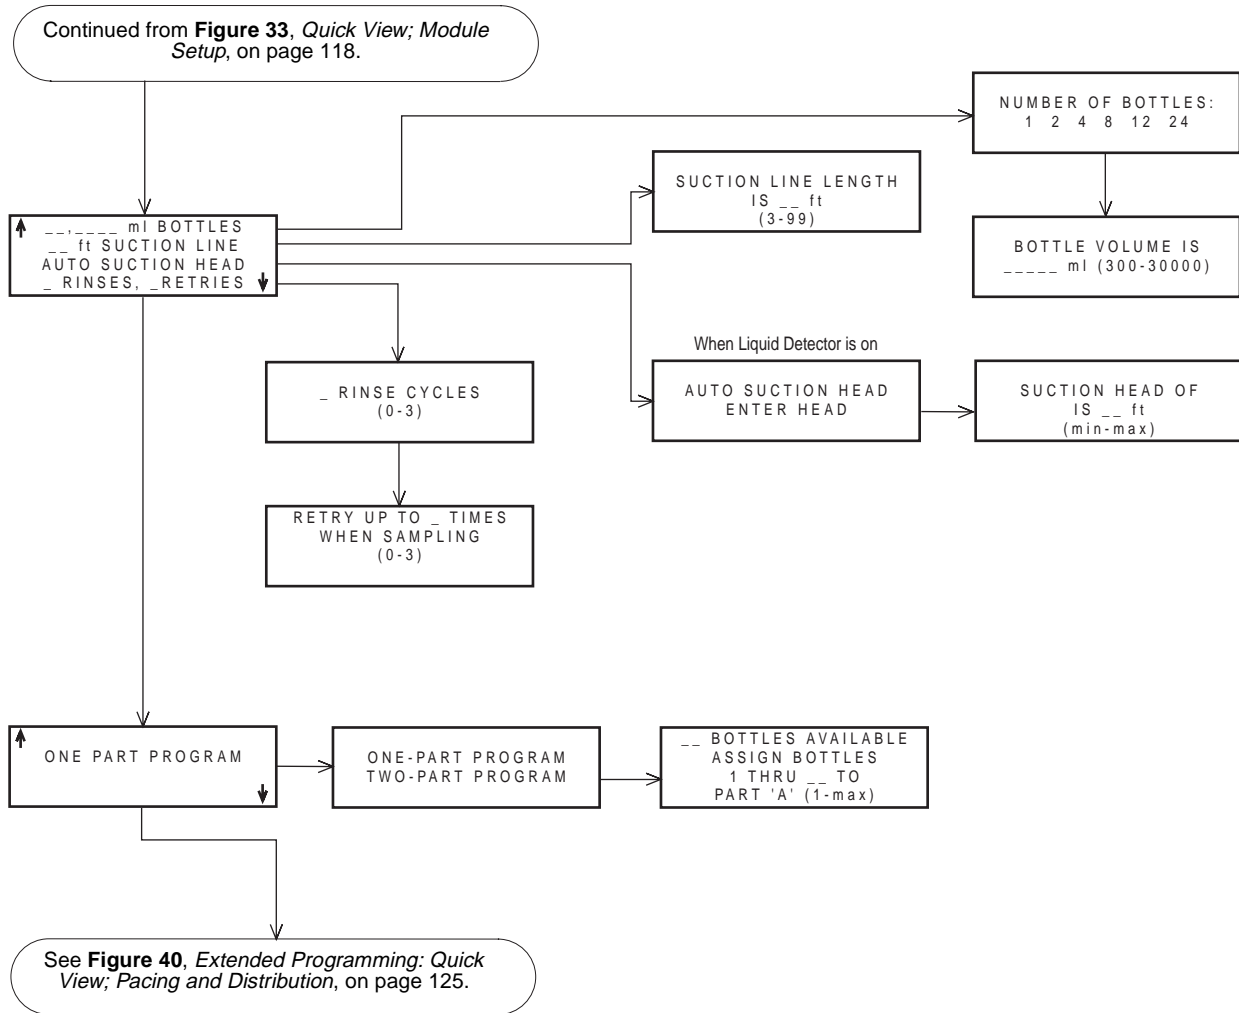 Continued from Figure 33, Quick View; Module
Setup, on page 118.
NUMBER OF BOTTLES:
1 2 4 8 12 24
SUCTION LINE LENGTH
IS __ ft
(3-99)
__,____ ml BOTTLES
__ ft SUCTION LINE
AUTO SUCTION HEAD
_ RINSES, _RETRIES
BOTTLE VOLUME IS
_____ ml (300-30000)
When Liquid Detector is on
_ RINSE CYCLES
(0-3)
AUTO SUCTION HEAD
ENTER HEAD
SUCTION HEAD OF
IS __ ft
(min-max)
RETRY UP TO _ TIMES
WHEN SAMPLING
(0-3)
ONE PART PROGRAM
ONE-PART PROGRAM
TWO-PART PROGRAM
__ BOTTLES AVAILABLE
ASSIGN BOTTLES
1 THRU __ TO
PART 'A' (1-max)
See Figure 40, Extended Programming: Quick
View; Pacing and Distribution, on page 125.